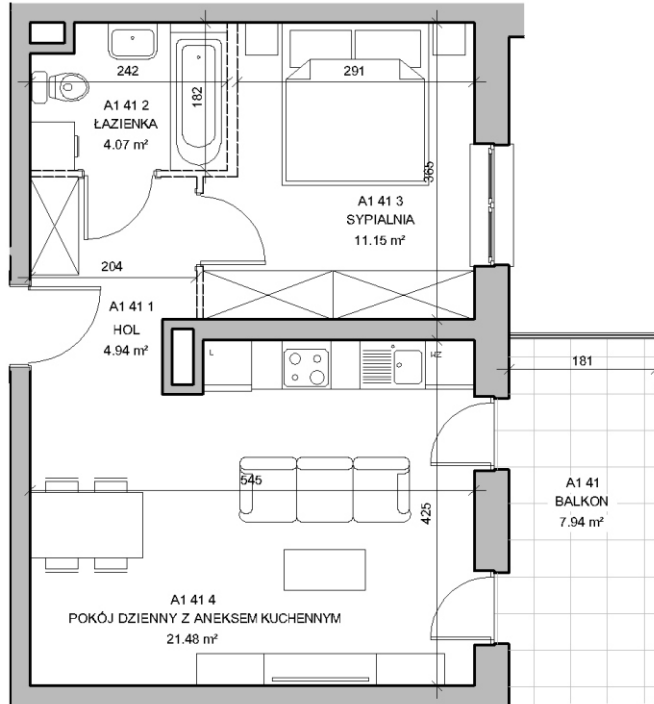 242
291
182
A1 41 2
ŁAZIENKA
4.07 m²
365
A1 41 3
SYPIALNIA
11.15 m²
204
A1 41 1
HOL
4.94 m²
L
181
545
425
A1 41
BALKON
7.94 m²
A1 41 4
POKÓJ DZIENNY Z ANEKSEM KUCHENNYM
21.48 m²